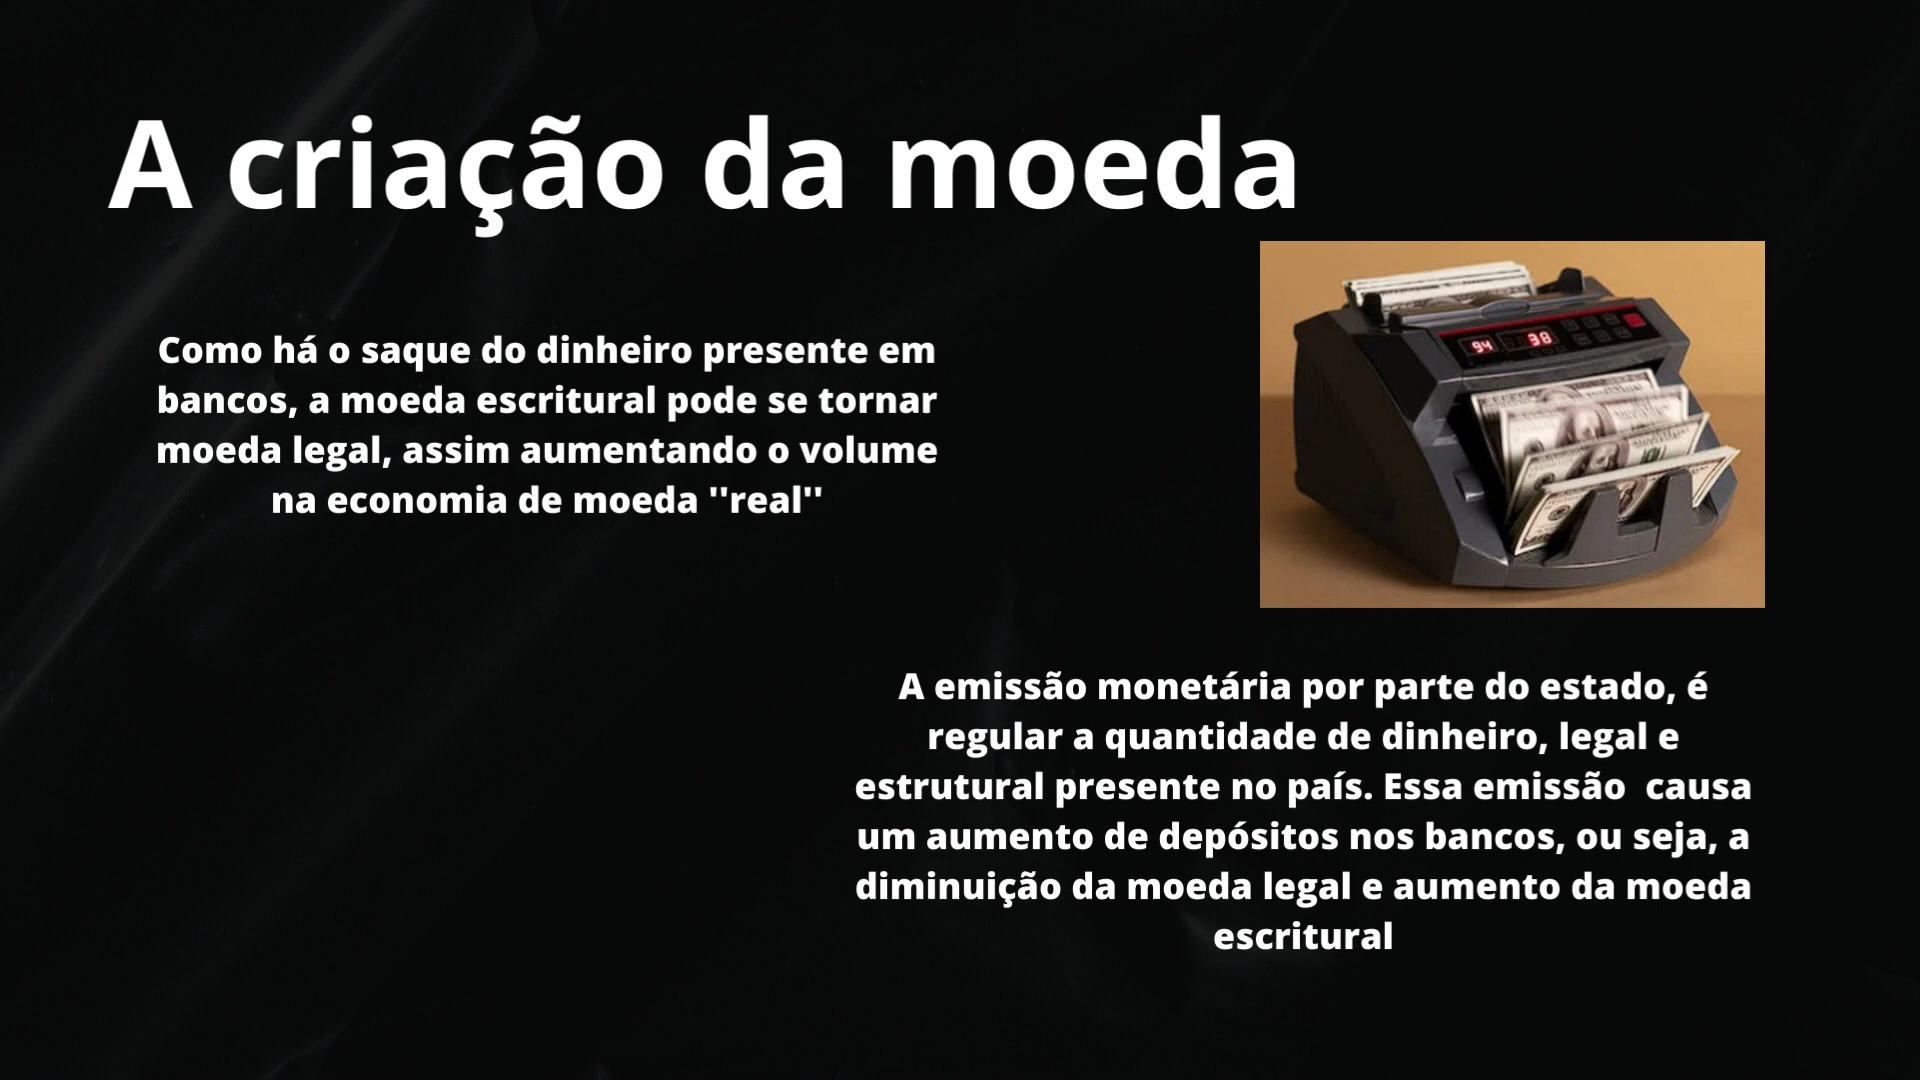 A criação da moeda
Como há o saque do dinheiro presente em
bancos, a moeda escritural pode se tornar
moeda legal, assim aumentando o volume
na economia de moeda ''real''
94 38
A emissão monetária por parte do estado, é
regular a quantidade de dinheiro, legal e
estrutural presente no país. Essa emissão  causa
um aumento de depósitos nos bancos, ou seja, a
diminuição da moeda legal e aumento da moeda
escritural